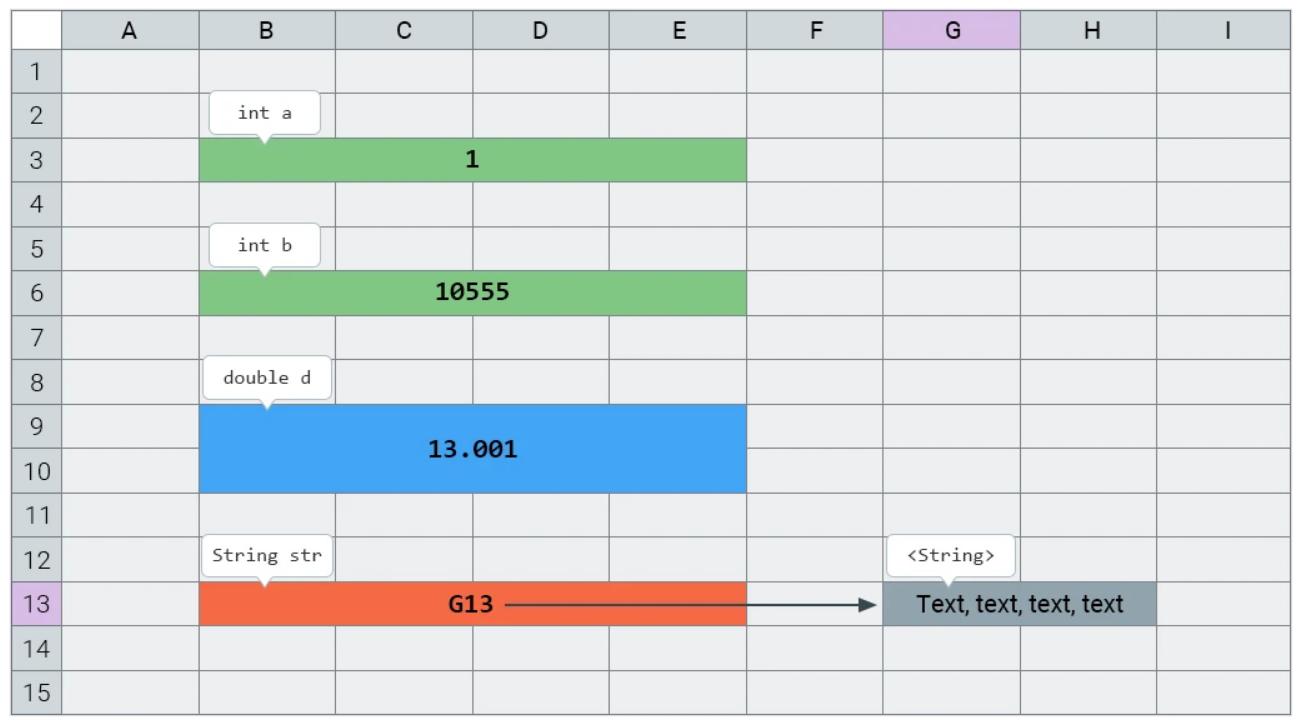 A B C D E F G H I
1
2 int a
3 1
4
5 int b
6 10555
7
8 double d
9
13.001
10
11
12 String str <String>
13 G13 Text, text, text, text
14
15